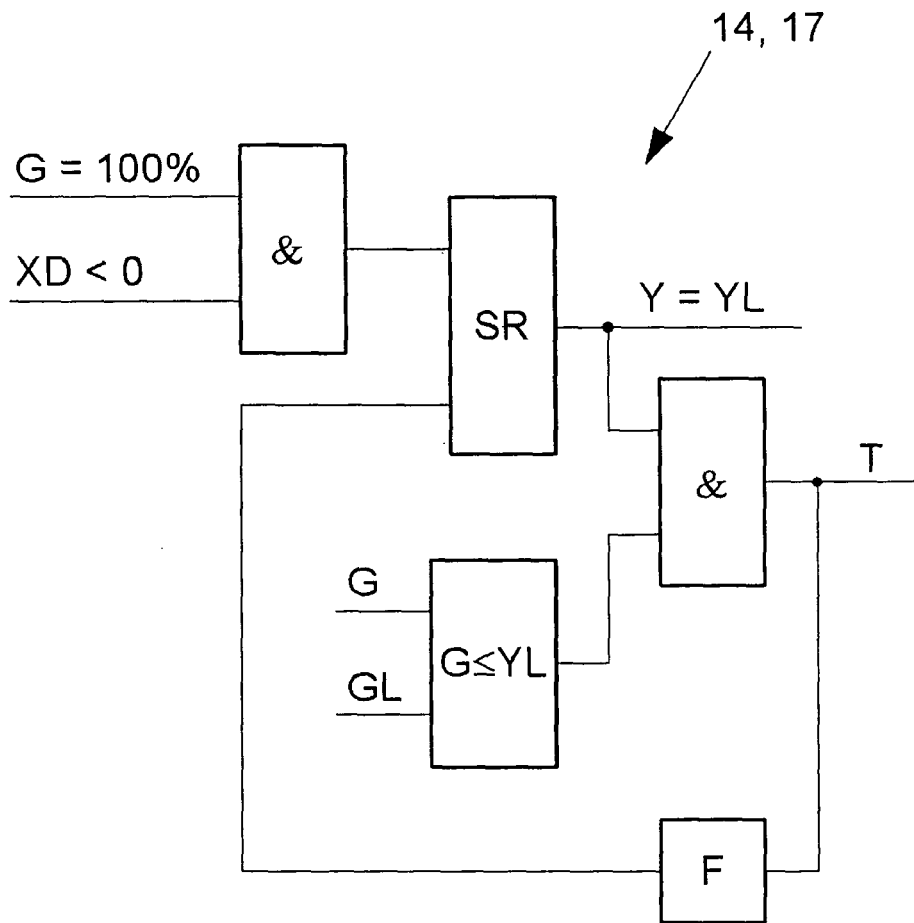 14, 17
G = 100%
&
XD < 0
SR
Y = YL
&
T
G
G≤YL
GL
F